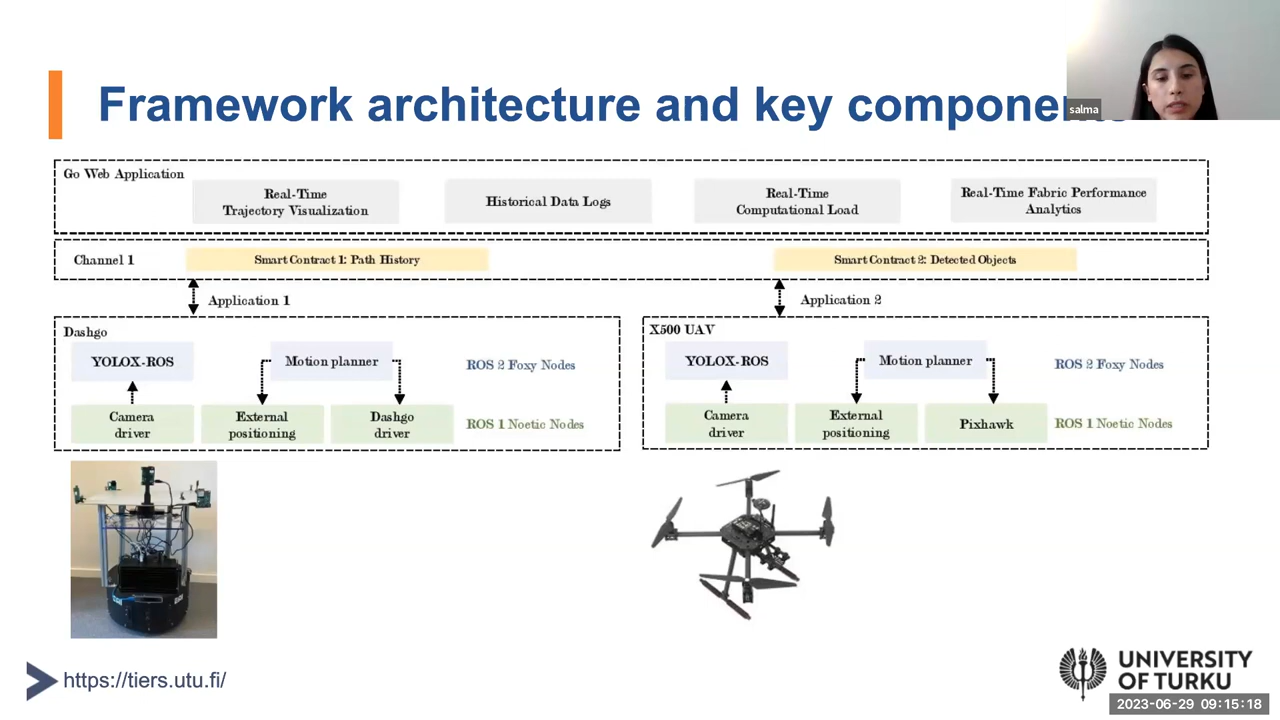 Framework architecture and key components
salma
Go Web Application
Real-Time
Trajectory Visualization
Historical Data Logs
Real-Time
Computational Load
Real-Time Fabric Performance
Analytics
Channel 1
Smart Contract 1: Path History
Smart Contract 2: Detected Objects
Application 1
Application 2
Dashgo
YOLOX-ROS
Motion planner
ROS 2 Foxy Nodes
Camera
driver
External
positioning
Dashgo
driver
ROS 1 Noetic Nodes
X500 UAV
YOLOX-ROS
Motion planner
ROS 2 Foxy Nodes
Camera
driver
External
positioning
Pixhawk
ROS 1 Noetic Nodes
https://tiers.utu.fi/
UNIVERSITY
OF TURKU
2023-06-29 09:15:18